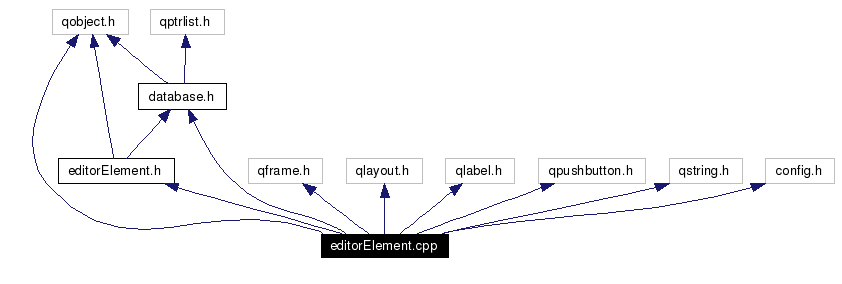 qobject.h
qptrlist.h
database.h
editorElement.h
qframe.h
qlayout.h
qlabel.h
qpushbutton.h
qstring.h
config.h
editorElement.cpp